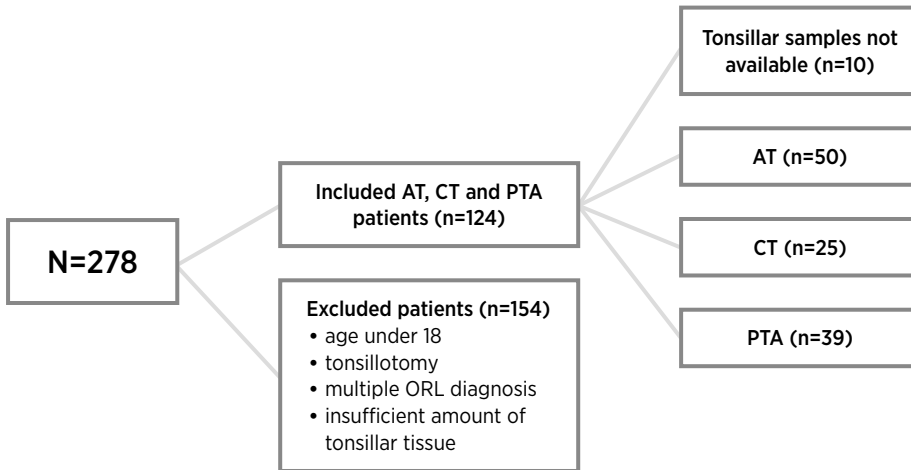 N=278
Included AT, CT and PTA
patients (n=124)
Excluded patients (n=154)
• age under 18
• tonsillotomy
• multiple ORL diagnosis
• insufficient amount of
tonsillar tissue
Tonsillar samples not
available (n=10)
AT (n=50)
CT (n=25)
PTA (n=39)